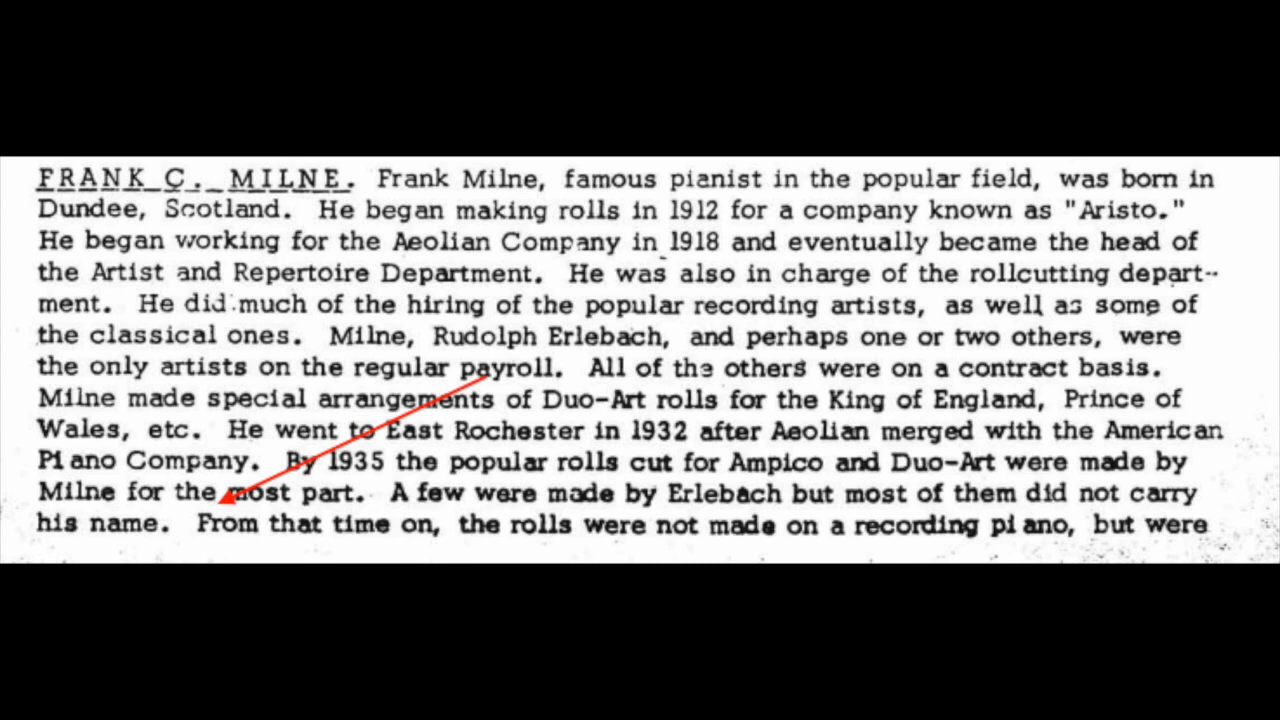 FRANK C. MILNE. Frank Milne, famous pianist in the popular field, was born in
Dundee, Scotland. He began making rolls in 1912 for a company known as "Aristo."
He began working for the Aeolian Company in 1918 and eventually became the head of
the Artist and Repertoire Department. He was also in charge of the rollcutting depart-
ment. He did much of the hiring of the popular recording artists, as well as some of
the classical ones. Milne, Rudolph Erlebach, and perhaps one or two others, were
the only artists on the regular payroll. All of the others were on a contract basis.
Milne made special arrangements of Duo-Art rolls for the King of England, Prince of
Wales, etc. He went to East Rochester in 1932 after Aeolian merged with the American
Piano Company. By 1935 the popular rolls cut for Ampico and Duo-Art were made by
Milne for the most part. A few were made by Erlebach but most of them did not carry
his name. From that time on, the rolls were not made on a recording piano, but were